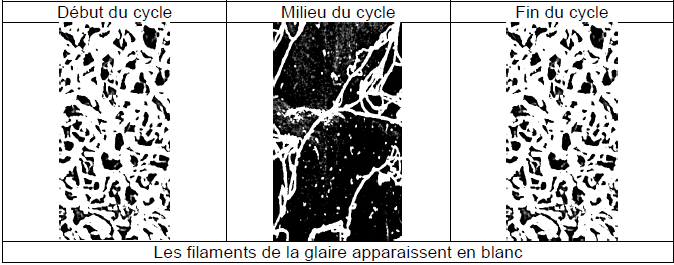 Début du cycle
Milieu du cycle
Fin du cycle
Les filaments de la glaire apparaissent en blanc